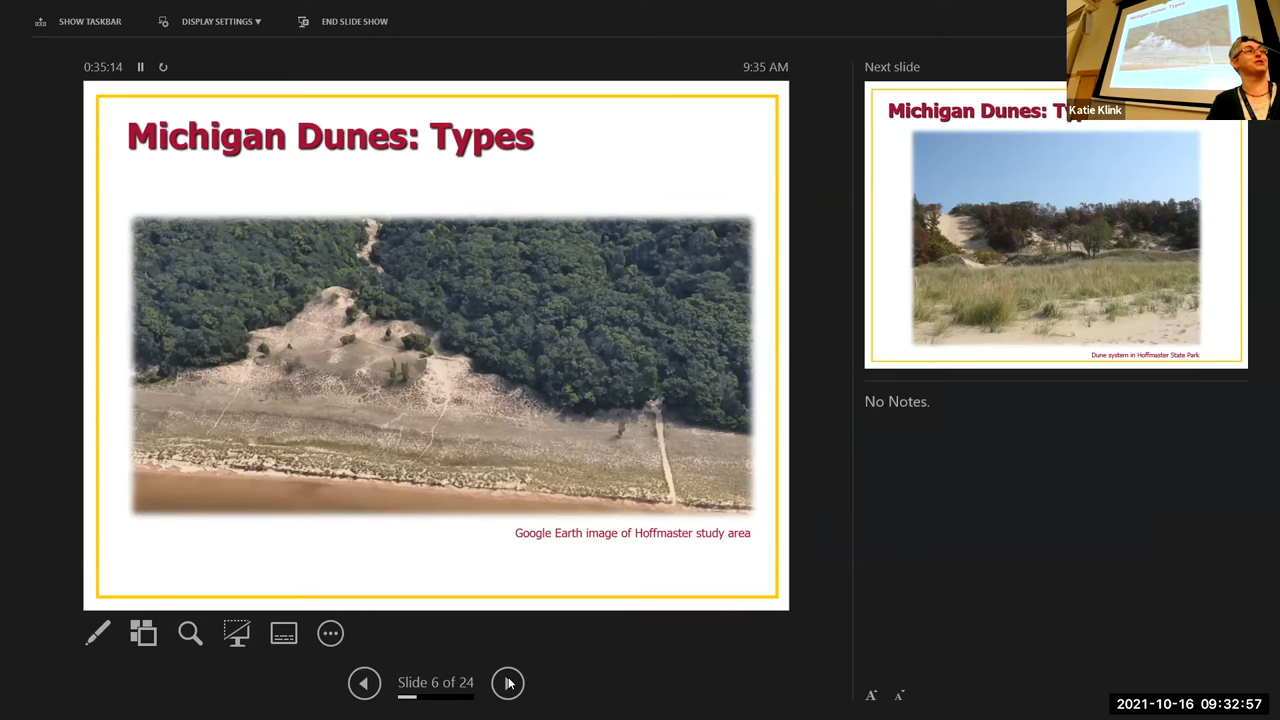 SHOW TASKBAR
DISPLAY SETTINGS ▼
END SLIDE SHOW
0:35:14
9:35 AM
Next slide
Michigan Dunes: Types
Michigan Dunes: Types
Katie Klink
Michigan Dunes:
Google Earth image of Hoffmaster study area
Dune system in Hoffmaster State Park
No Notes.
Slide 6 of 24
A A
2021-10-16 09:32:57